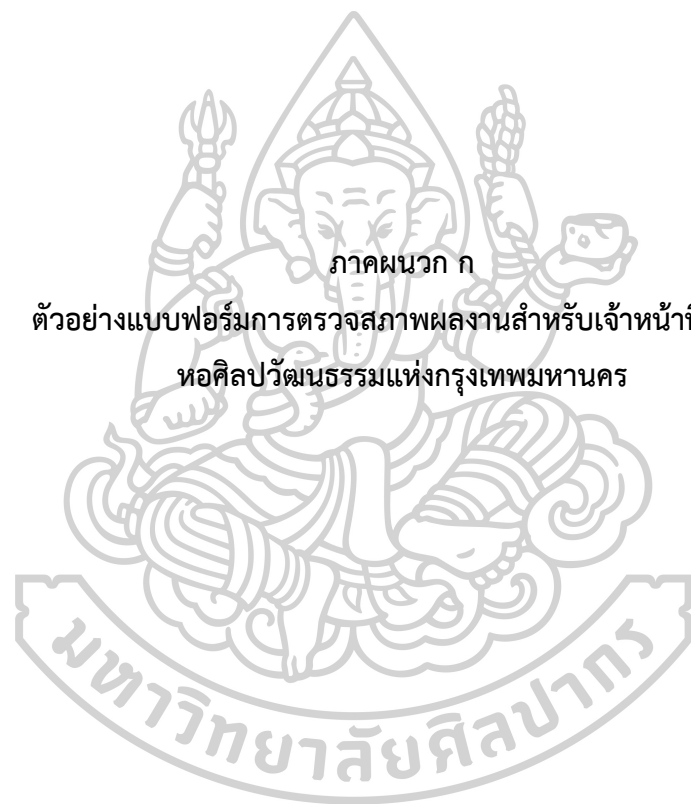 ภาคผนวก ก
ตัวอย่างแบบฟอร์มการตรวจสภาพผลงานสำหรับเจ้าหน้าที่
หอศิลปวัฒนธรรมแห่งกรุงเทพมหานคร
มหาวิทยาลัยศิลปากร